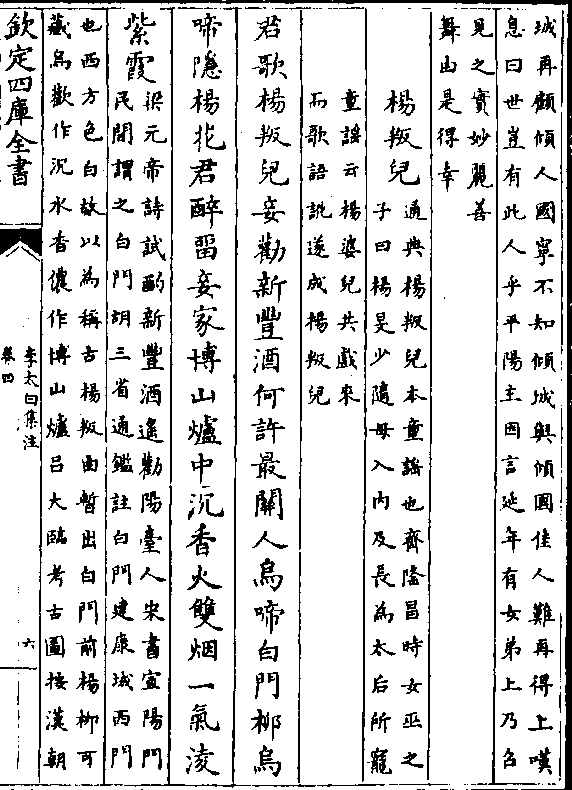 城再顧傾人國寧不知傾城與傾國佳人難再得上嘆
息曰世豈有此人乎平陽主因言延年有女弟上乃召
見之實妙麗善
舞由是得幸
楊叛兒
通典楊叛兒本童謡也齊隆昌時女巫之
子曰楊旻少隨母入内及長為太后所寵
童謡云楊婆兒共戯來
而歌語訛遂成楊叛兒
君歌楊叛兒妾勸新豐酒何許最關人烏啼白門栁烏
啼隱楊花君醉留妾家博山爐中沉香火雙烟一氣淩
紫霞
梁元帝詩試酌新豐酒遙勸陽臺人宋書宣陽門
民間謂之白門胡三省通鑑註白門建康城西門
也西方色白故以為稱古楊叛曲暫出白門前楊柳可
藏烏歡作沉水香儂作博山爐吕大臨考古圖按漢朝
欽定四庫全書
李太白集注
卷四
六